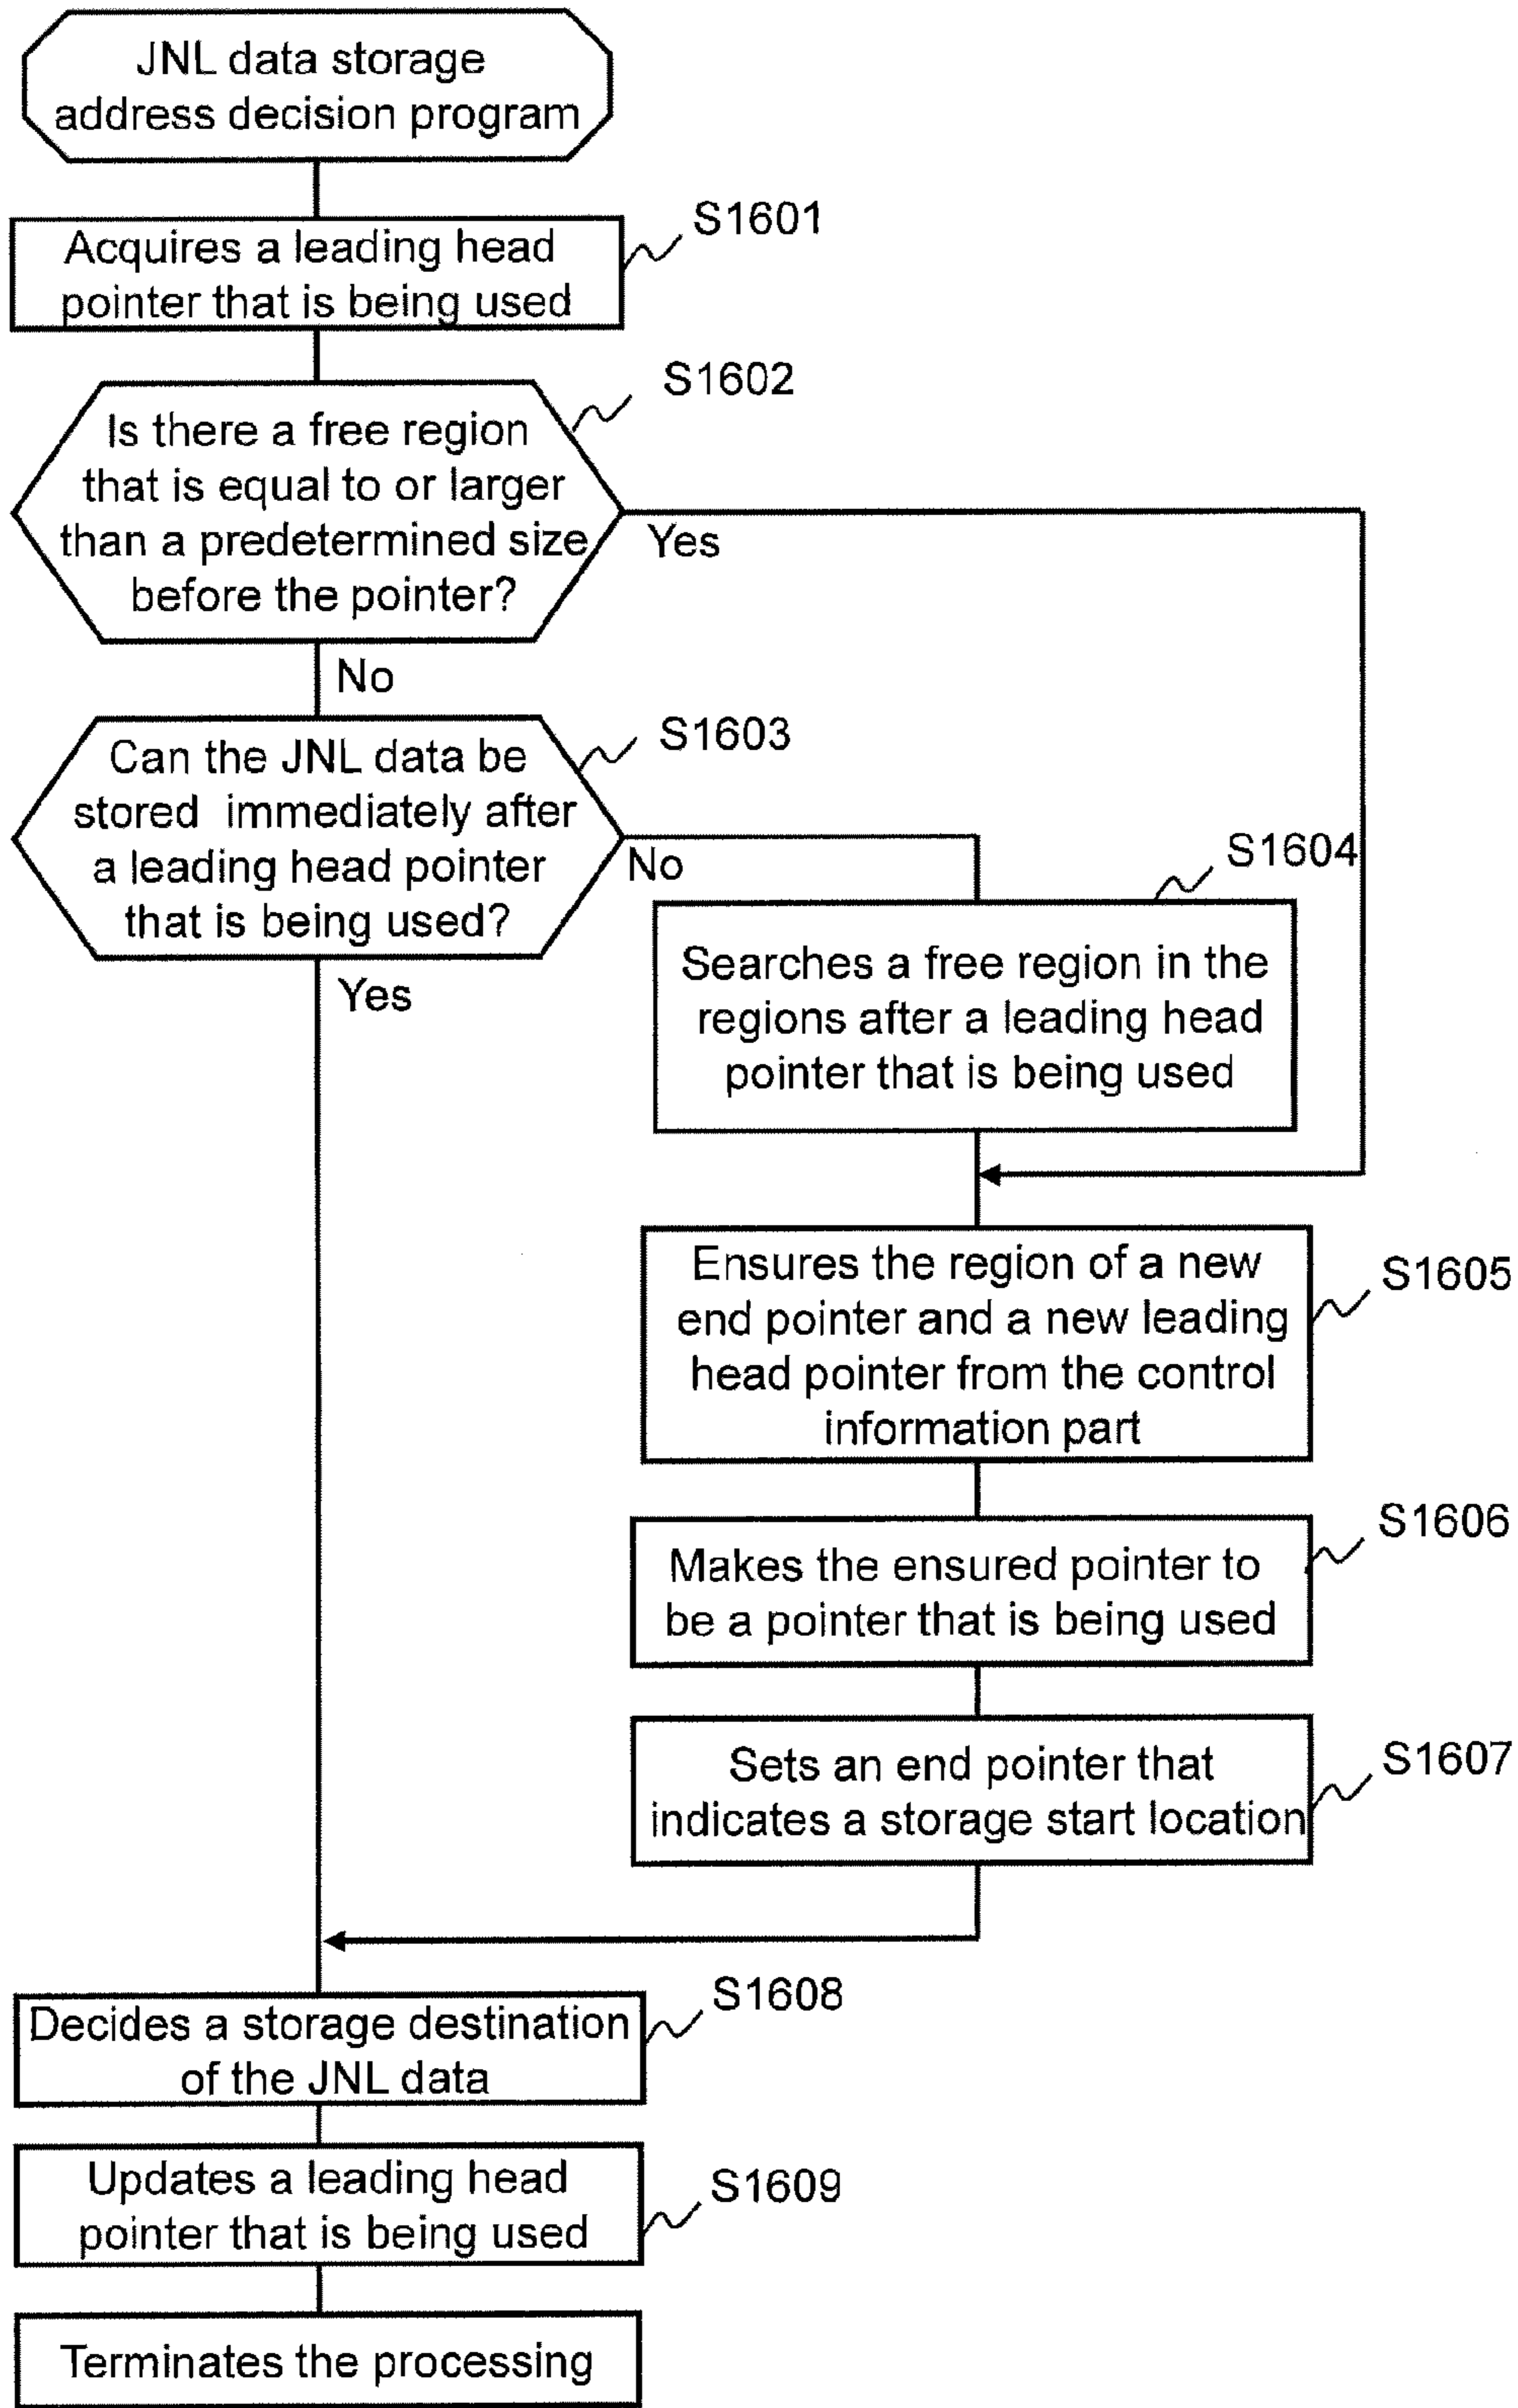 JNL data storage
address decision program
S1601
Acquires a leading head
pointer that is being used
S1602
Is there a free region
that is equal to or larger
than a predetermined size
before the pointer?
Yes
No
S1603
Can the JNL data be
stored immediately after
a leading head pointer
that is being used?
No
Yes
S1604
Searches a free region in the
regions after a leading head
pointer that is being used
Ensures the region of a new
end pointer and a new leading
head pointer from the control
information part
S1605
Makes the ensured pointer to
be a pointer that is being used
S1606
Sets an end pointer that
indicates a storage start location
S1607
Decides a storage destination
of the JNL data
S1608
Updates a leading head
pointer that is being used
S1609
Terminates the processing